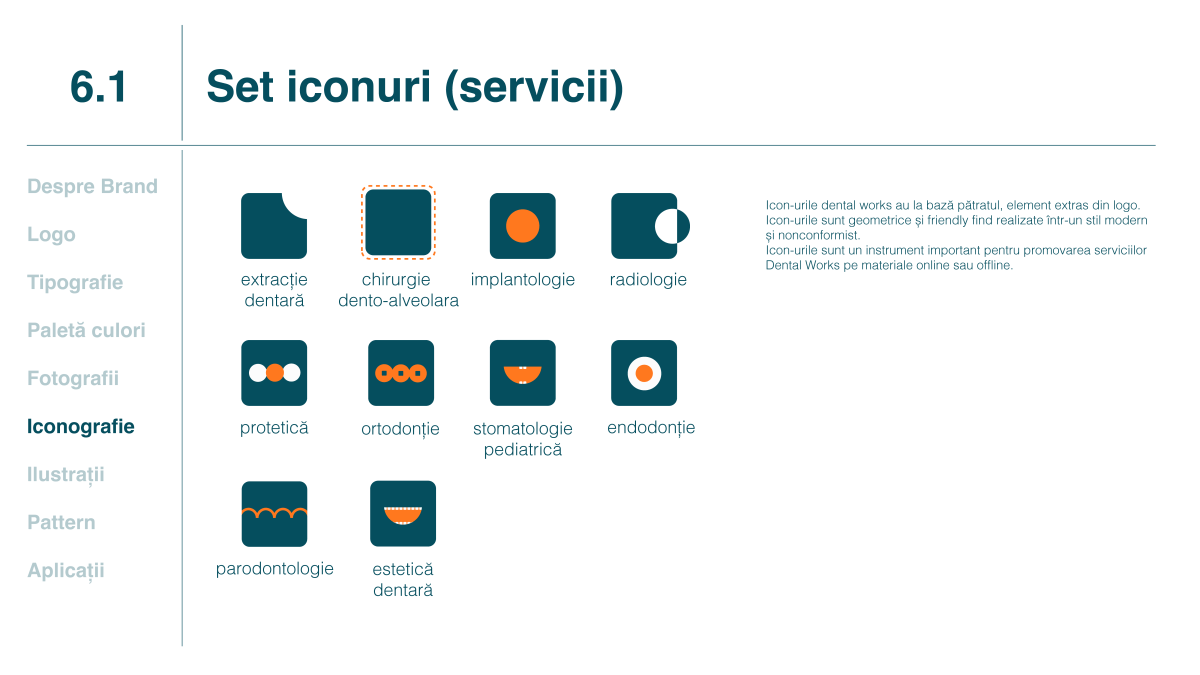 6.1
Set iconuri (servicii)
Despre Brand
Logo
Tipografie
Paletă culori
Fotografii
Iconografie
Ilustrații
Pattern
Aplicații
extracție
dentară
chirurgie
dento-alveolara
implantologie
radiologie
protetică
ortodonție
stomatologie
pediatrică
endodonție
parodontologie
estetică
dentară
Icon-urile dental works au la bază pătratul, element extras din logo.
Icon-urile sunt geometrice și friendly find realizate într-un stil modern
și nonconformist.
Icon-urile sunt un instrument important pentru promovarea serviciilor
Dental Works pe materiale online sau offline.